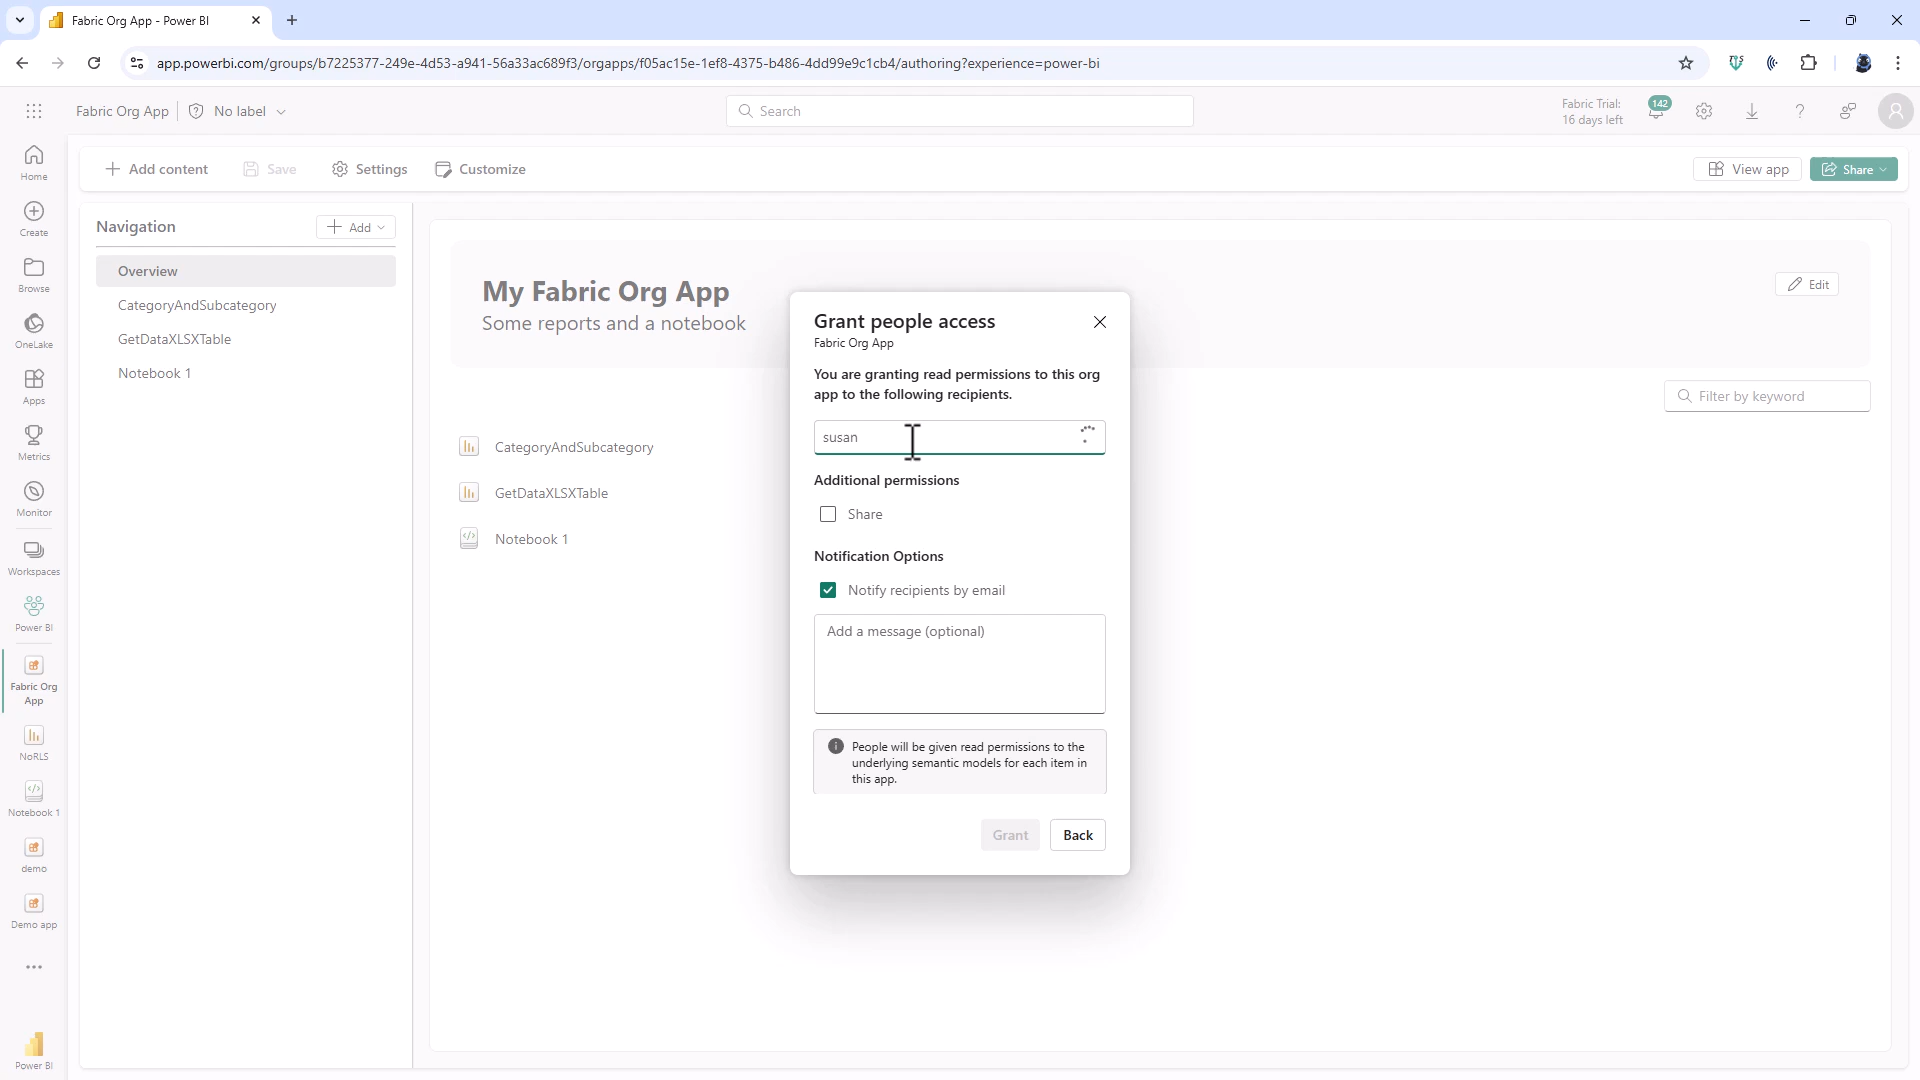 Fabric Org App - Power BI
app.powerbi.com/groups/b7225377-249e-4d53-a941-56a33ac689f3/orgapps/f05ac15e-1ef8-4375-b486-4dd99e9c1cb4/authoring?experience=power-bi
Fabric Org App
No label
Search
Fabric Trial:
16 days left
142
Home
Create
Browse
OneLake
Apps
Metrics
Monitor
Workspaces
Power BI
Fabric Org
App
NoRLS
Notebook 1
demo
Demo app
Power BI
Add content
Save
Settings
Customize
View app
Share
Navigation
Add
Overview
CategoryAndSubcategory
GetDataXLSXTable
Notebook 1
My Fabric Org App
Some reports and a notebook
Edit
Filter by keyword
CategoryAndSubcategory
GetDataXLSXTable
Notebook 1
Grant people access
Fabric Org App
You are granting read permissions to this org
app to the following recipients.
susan
Additional permissions
Share
Notification Options
Notify recipients by email
Add a message (optional)
People will be given read permissions to the
underlying semantic models for each item in
this app.
Grant
Back